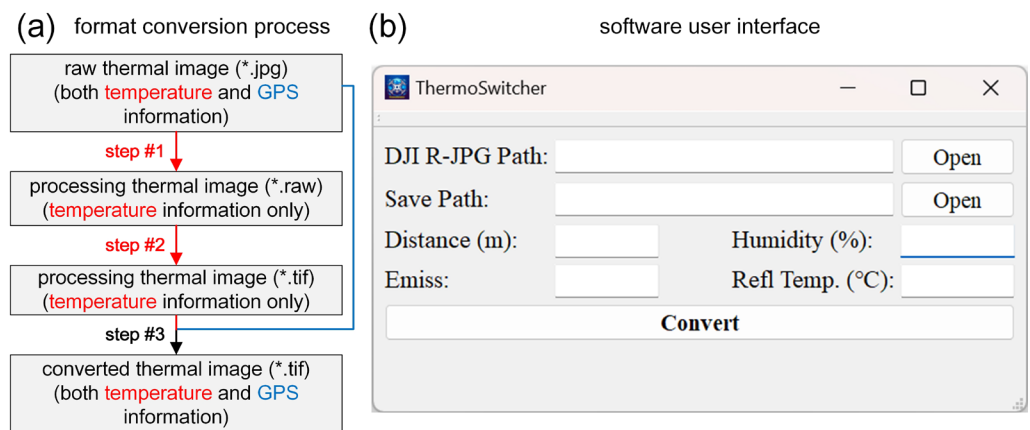 (a) format conversion process
raw thermal image (*.jpg)
(both temperature and GPS
information)
step #1
processing thermal image (*.raw)
(temperature information only)
step #2
processing thermal image (*.tif)
(temperature information only)
step #3
converted thermal image (*.tif)
(both temperature and GPS
information)
(b) software user interface
ThermoSwitcher
DJI R-JPG Path: Open
Save Path: Open
Distance (m): Humidity (%):
Emiss: Refl Temp. (°C):
Convert